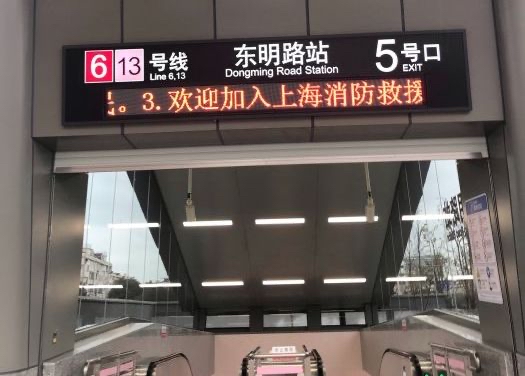 6 13 号线 东明路站 5号口
Line 6,13 Dongming Road Station EXIT
。3.欢迎加入上海消防救援